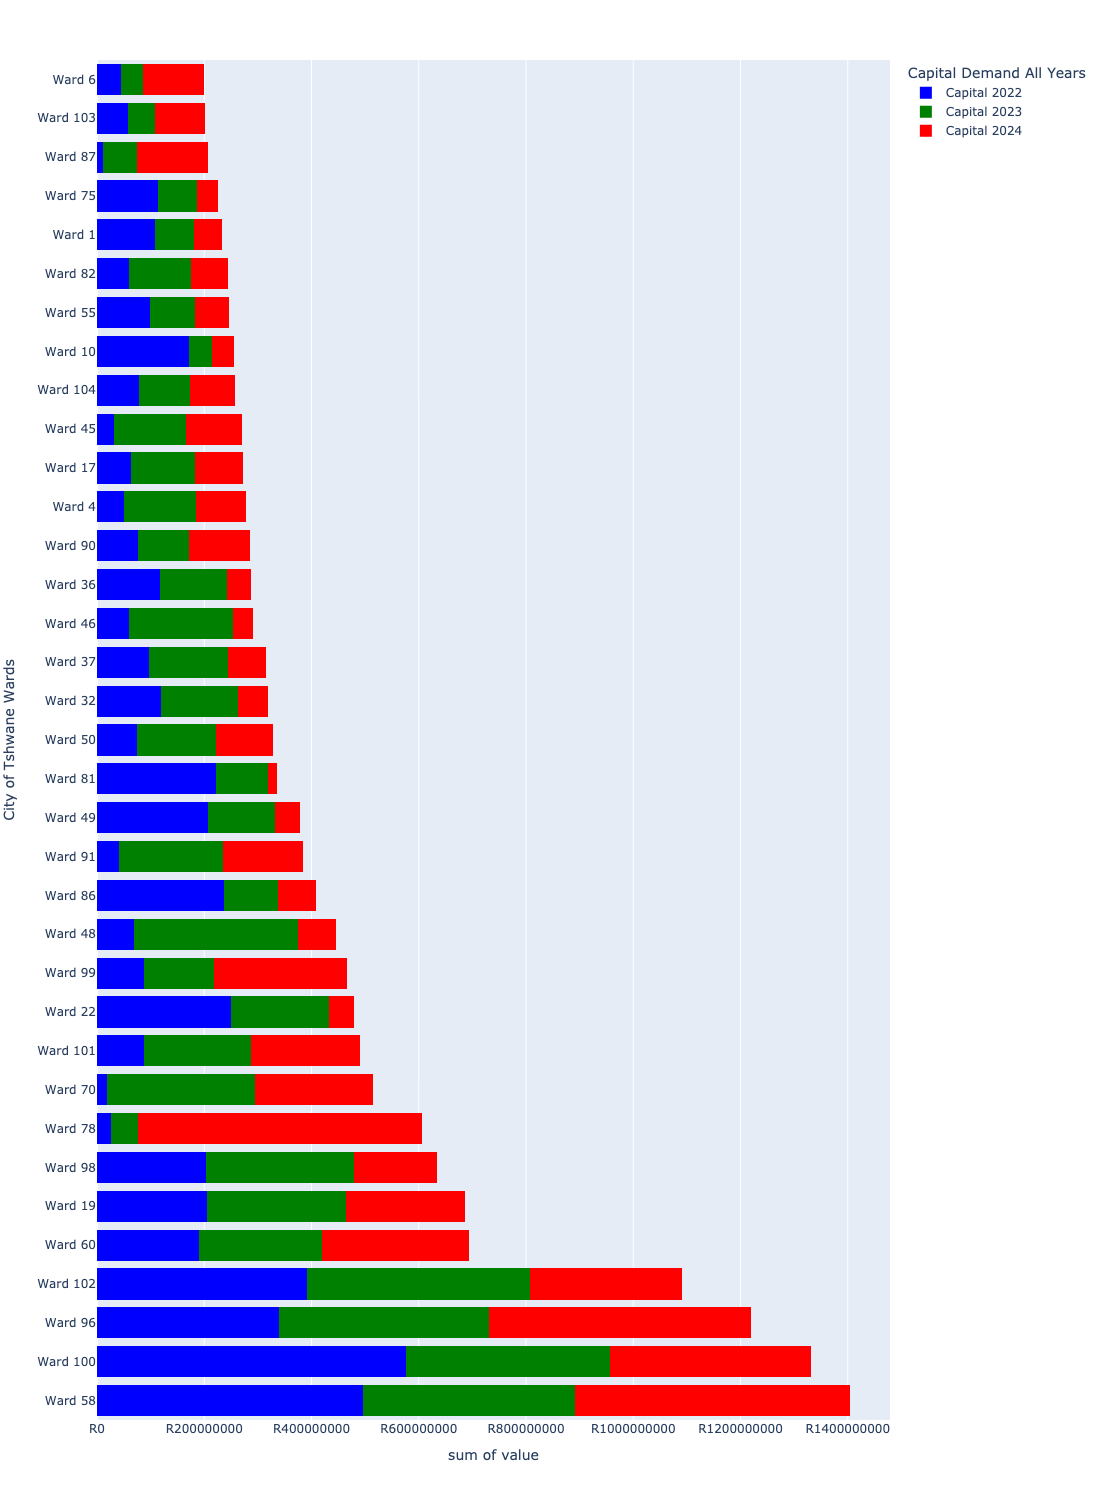 Capital Demand All Years
Capital 2022
Capital 2023
Capital 2024
City of Tshwane Wards
Ward 6
Ward 103
Ward 87
Ward 75
Ward 1
Ward 82
Ward 55
Ward 10
Ward 104
Ward 45
Ward 17
Ward 4
Ward 90
Ward 36
Ward 46
Ward 37
Ward 32
Ward 50
Ward 81
Ward 49
Ward 91
Ward 86
Ward 48
Ward 99
Ward 22
Ward 101
Ward 70
Ward 78
Ward 98
Ward 19
Ward 60
Ward 102
Ward 96
Ward 100
Ward 58
R0 R200000000 R400000000 R600000000 R800000000 R1000000000 R1200000000 R1400000000
sum of value